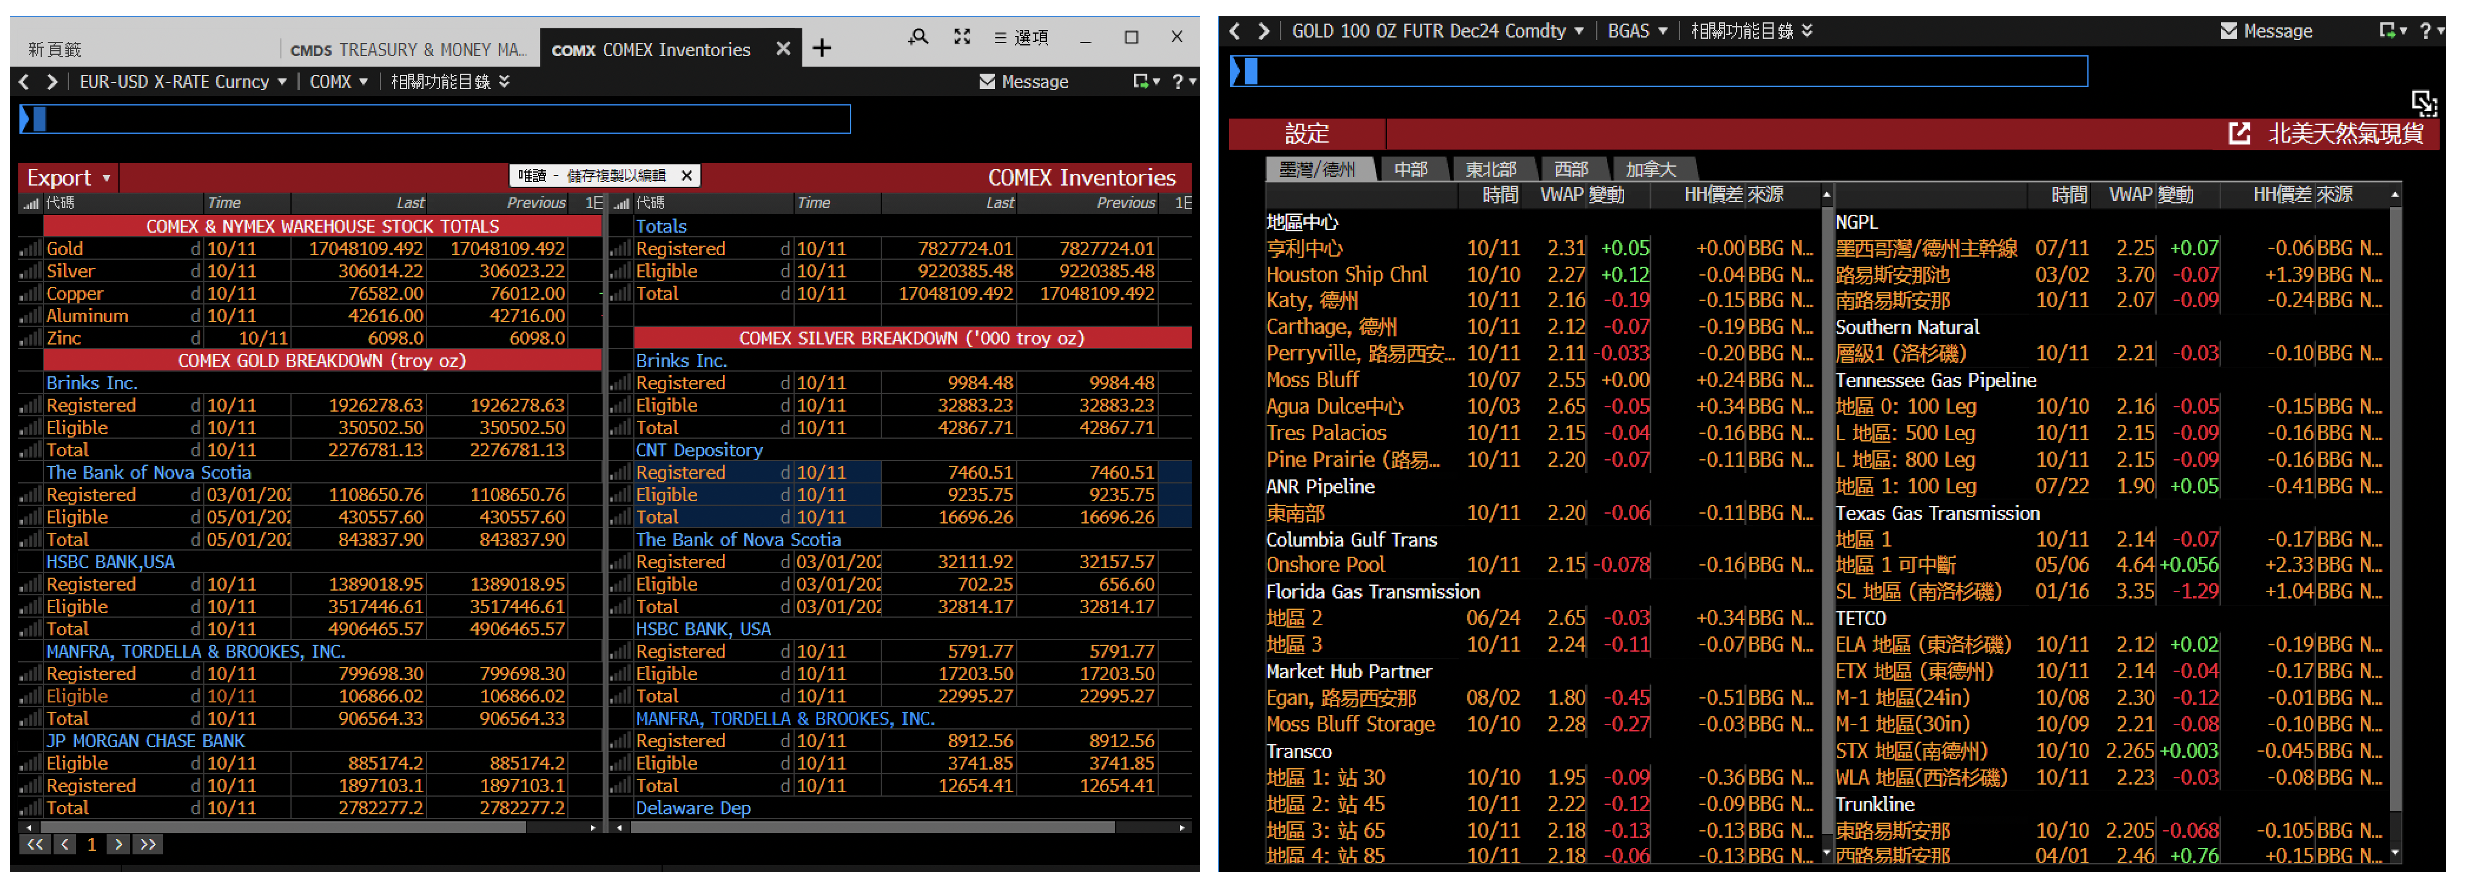 新頁籤 CMDS TREASURY & MONEY MA... COMX COMEX Inventories × + 選項
EUR-USD X-RATE Curncy COMX 相關功能目錄 Message ?
Export 唯讀 - 儲存複製以編輯 × COMEX Inventories
代碼 Time Last Previous 1日
COMEX & NYMEX WAREHOUSE STOCK TOTALS
Gold d 10/11 17048109.492 17048109.492
Silver d 10/11 306014.22 306023.22
Copper d 10/11 76582.00 76012.00
Aluminum d 10/11 42616.00 42716.00
Zinc d 10/11 6098.0 6098.0
COMEX GOLD BREAKDOWN (troy oz)
Brinks Inc.
Registered d 10/11 1926278.63 1926278.63
Eligible d 10/11 350502.50 350502.50
Total d 10/11 2276781.13 2276781.13
The Bank of Nova Scotia
Registered d 03/01/202 1108650.76 1108650.76
Eligible d 05/01/202 430557.60 430557.60
Total d 05/01/202 843837.90 843837.90
HSBC BANK,USA
Registered d 10/11 1389018.95 1389018.95
Eligible d 10/11 3517446.61 3517446.61
Total d 10/11 4906465.57 4906465.57
MANFRA, TORDELLA & BROOKES, INC.
Registered d 10/11 799698.30 799698.30
Eligible d 10/11 106866.02 106866.02
Total d 10/11 906564.33 906564.33
JP MORGAN CHASE BANK
Eligible d 10/11 885174.2 885174.2
Registered d 10/11 1897103.1 1897103.1
Total d 10/11 2782277.2 2782277.2
<< < 1 > >>
代碼 Time Last Previous 1日
Totals
Registered d 10/11 7827724.01 7827724.01
Eligible d 10/11 9220385.48 9220385.48
Total d 10/11 17048109.492 17048109.492
COMEX SILVER BREAKDOWN ('000 troy oz)
Brinks Inc.
Registered d 10/11 9984.48 9984.48
Eligible d 10/11 32883.23 32883.23
Total d 10/11 42867.71 42867.71
CNT Depository
Registered d 10/11 7460.51 7460.51
Eligible d 10/11 9235.75 9235.75
Total d 10/11 16696.26 16696.26
The Bank of Nova Scotia
Registered d 03/01/202 32111.92 32157.57
Eligible d 03/01/202 702.25 656.60
Total d 03/01/202 32814.17 32814.17
HSBC BANK, USA
Registered d 10/11 5791.77 5791.77
Eligible d 10/11 17203.50 17203.50
Total d 10/11 22995.27 22995.27
MANFRA, TORDELLA & BROOKES, INC.
Registered d 10/11 8912.56 8912.56
Eligible d 10/11 3741.85 3741.85
Total d 10/11 12654.41 12654.41
Delaware Dep
GOLD 100 OZ FUTR Dec24 Comdty BGAS 相關功能目錄 Message ?
設定 北美天然氣現貨
墨灣/德州 中部 東北部 西部 加拿大
時間 VWAP 變動 HH價差 來源
地區中心
亨利中心 10/11 2.31 +0.05 +0.00 BBG N...
Houston Ship Chnl 10/10 2.27 +0.12 -0.04 BBG N...
Katy, 德州 10/11 2.16 -0.19 -0.15 BBG N...
Carthage, 德州 10/11 2.12 -0.07 -0.19 BBG N...
Perryville, 路易西安... 10/11 2.11 -0.033 -0.20 BBG N...
Moss Bluff 10/07 2.55 +0.00 +0.24 BBG N...
Agua Dulce中心 10/03 2.65 -0.05 +0.34 BBG N...
Tres Palacios 10/11 2.15 -0.04 -0.16 BBG N...
Pine Prairie (路易... 10/11 2.20 -0.07 -0.11 BBG N...
ANR Pipeline
東南部 10/11 2.20 -0.06 -0.11 BBG N...
Columbia Gulf Trans
Onshore Pool 10/11 2.15 -0.078 -0.16 BBG N...
Florida Gas Transmission
地區 2 06/24 2.65 -0.03 +0.34 BBG N...
地區 3 10/11 2.24 -0.11 -0.07 BBG N...
Market Hub Partner
Egan, 路易西安那 08/02 1.80 -0.45 -0.51 BBG N...
Moss Bluff Storage 10/10 2.28 -0.27 -0.03 BBG N...
Transco
地區 1: 站 30 10/10 1.95 -0.09 -0.36 BBG N...
地區 2: 站 45 10/11 2.22 -0.12 -0.09 BBG N...
地區 3: 站 65 10/11 2.18 -0.13 -0.13 BBG N...
地區 4: 站 85 10/11 2.18 -0.06 -0.13 BBG N...
時間 VWAP 變動 HH價差 來源
NGPL
墨西哥灣/德州主幹線 07/11 2.25 +0.07 -0.06 BBG N...
路易斯安那池 03/02 3.70 -0.07 +1.39 BBG N...
南路易斯安那 10/11 2.07 -0.09 -0.24 BBG N...
Southern Natural
層級1 (洛杉磯) 10/11 2.21 -0.03 -0.10 BBG N...
Tennessee Gas Pipeline
地區 0: 100 Leg 10/10 2.16 -0.05 -0.15 BBG N...
L 地區: 500 Leg 10/11 2.15 -0.09 -0.16 BBG N...
L 地區: 800 Leg 10/11 2.15 -0.09 -0.16 BBG N...
地區 1: 100 Leg 07/22 1.90 +0.05 -0.41 BBG N...
Texas Gas Transmission
地區 1 10/11 2.14 -0.07 -0.17 BBG N...
地區 1 可中斷 05/06 4.64 +0.056 +2.33 BBG N...
SL 地區 (南洛杉磯) 01/16 3.35 -1.29 +1.04 BBG N...
TETCO
ELA 地區 (東洛杉磯) 10/11 2.12 +0.02 -0.19 BBG N...
ETX 地區 (東德州) 10/11 2.14 -0.04 -0.17 BBG N...
M-1 地區(24in) 10/08 2.30 -0.12 -0.01 BBG N...
M-1 地區(30in) 10/09 2.21 -0.08 -0.10 BBG N...
STX 地區(南德州) 10/10 2.265 +0.003 -0.045 BBG N...
WLA 地區(西洛杉磯) 10/11 2.23 -0.03 -0.08 BBG N...
Trunkline
東路易斯安那 10/10 2.205 -0.068 -0.105 BBG N...
西路易斯安那 04/01 2.46 +0.76 +0.15 BBG N...